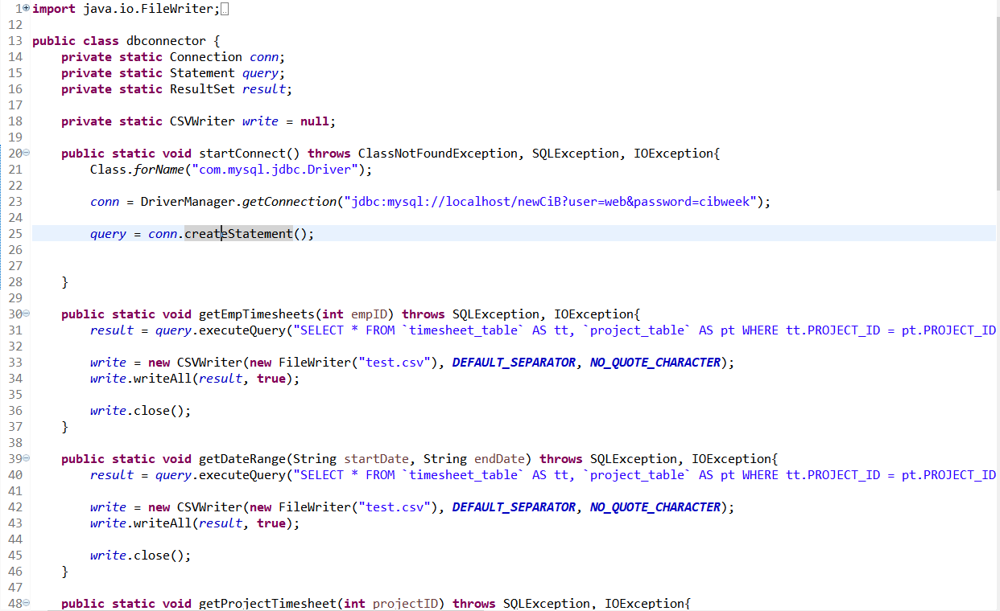 1 import java.io.FileWriter;
12
13 public class dbconnector {
14     private static Connection conn;
15     private static Statement query;
16     private static ResultSet result;
17
18     private static CSVWriter write = null;
19
20     public static void startConnect() throws ClassNotFoundException, SQLException, IOException{
21         Class.forName("com.mysql.jdbc.Driver");
22
23         conn = DriverManager.getConnection("jdbc:mysql://localhost/newCiB?user=web&password=cibweek");
24
25         query = conn.createStatement();
26
27
28     }
29
30     public static void getEmpTimesheets(int empID) throws SQLException, IOException{
31         result = query.executeQuery("SELECT * FROM `timesheet_table` AS tt, `project_table` AS pt WHERE tt.PROJECT_ID = pt.PROJECT_ID
32
33         write = new CSVWriter(new FileWriter("test.csv"), DEFAULT_SEPARATOR, NO_QUOTE_CHARACTER);
34         write.writeAll(result, true);
35
36         write.close();
37     }
38
39     public static void getDateRange(String startDate, String endDate) throws SQLException, IOException{
40         result = query.executeQuery("SELECT * FROM `timesheet_table` AS tt, `project_table` AS pt WHERE tt.PROJECT_ID = pt.PROJECT_ID
41
42         write = new CSVWriter(new FileWriter("test.csv"), DEFAULT_SEPARATOR, NO_QUOTE_CHARACTER);
43         write.writeAll(result, true);
44
45         write.close();
46     }
47
48     public static void getProjectTimesheet(int projectID) throws SQLException, IOException{